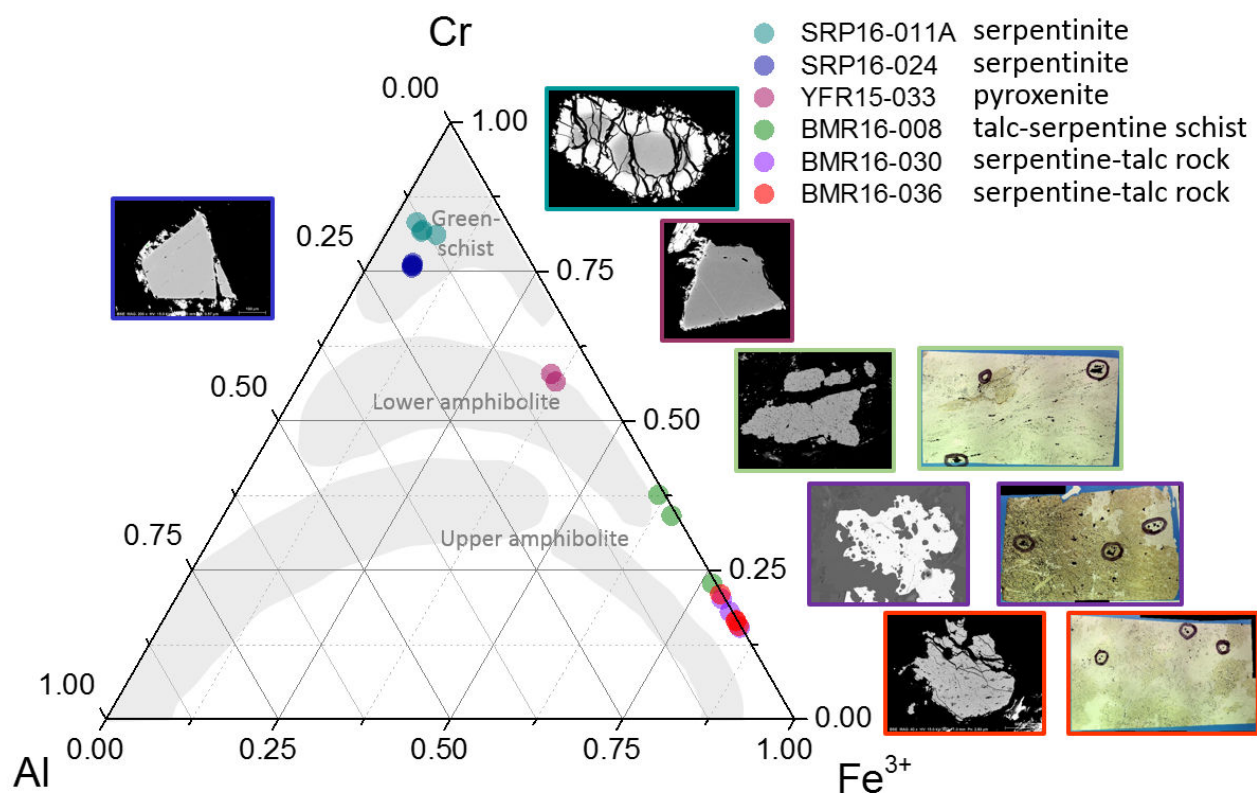 Cr
SRP16-011A serpentinite
SRP16-024 serpentinite
YFR15-033 pyroxenite
BMR16-008 talc-serpentine schist
BMR16-030 serpentine-talc rock
BMR16-036 serpentine-talc rock
0.00
1.00
Green-
schist
0.25
0.75
0.50
Lower amphibolite
0.50
0.75
Upper amphibolite
0.25
1.00
0.00
0.00
0.25
0.50
0.75
1.00
Al
Fe³⁺